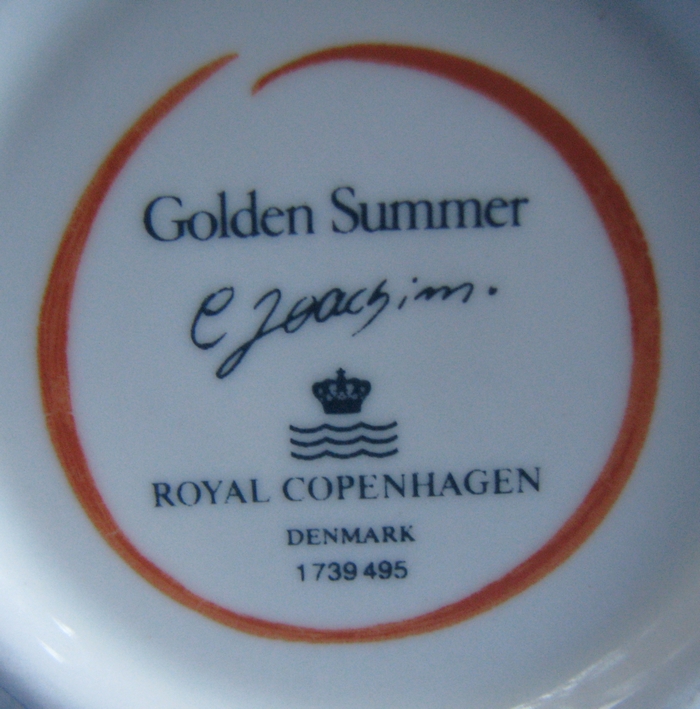 Golden Summer
C Joachim.
ROYAL COPENHAGEN
DENMARK
1739 495